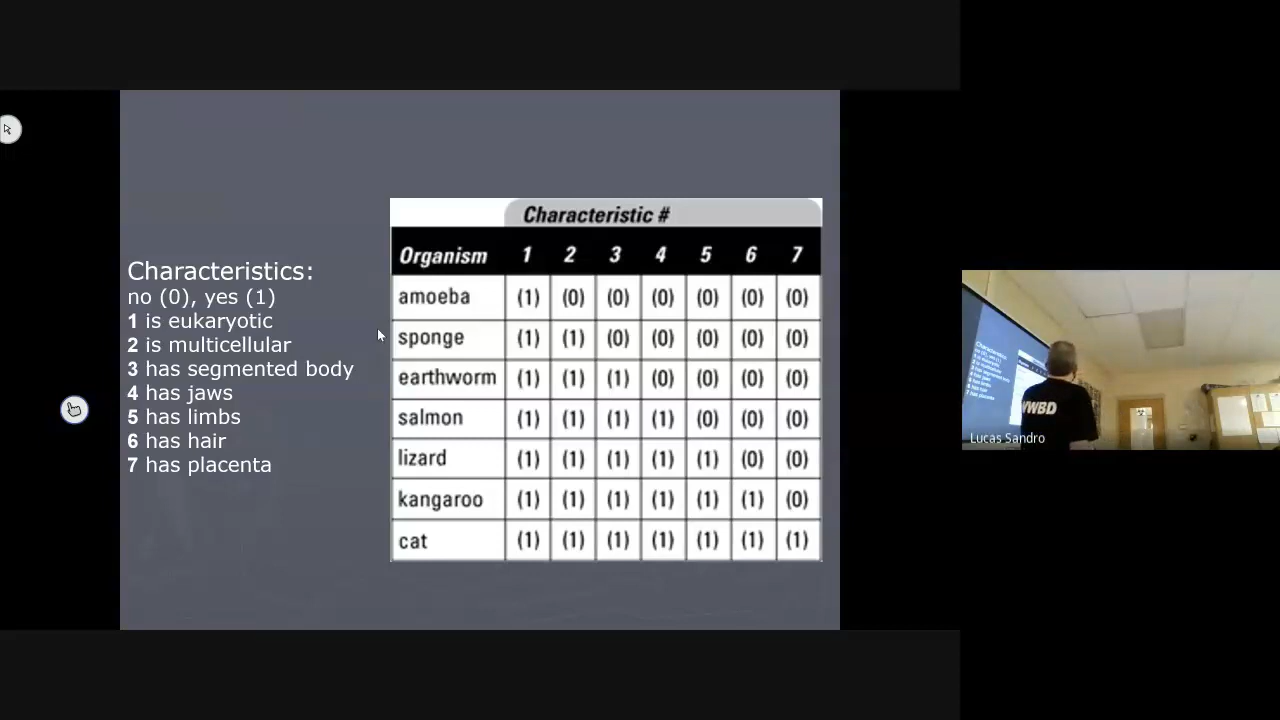 Characteristics:
no (0), yes (1)
1 is eukaryotic
2 is multicellular
3 has segmented body
4 has jaws
5 has limbs
6 has hair
7 has placenta
Characteristic #
Organism 1 2 3 4 5 6 7
amoeba (1) (0) (0) (0) (0) (0) (0)
sponge (1) (1) (0) (0) (0) (0) (0)
earthworm (1) (1) (1) (0) (0) (0) (0)
salmon (1) (1) (1) (1) (0) (0) (0)
lizard (1) (1) (1) (1) (1) (0) (0)
kangaroo (1) (1) (1) (1) (1) (1) (0)
cat (1) (1) (1) (1) (1) (1) (1)
WWBD
Lucas Sandro